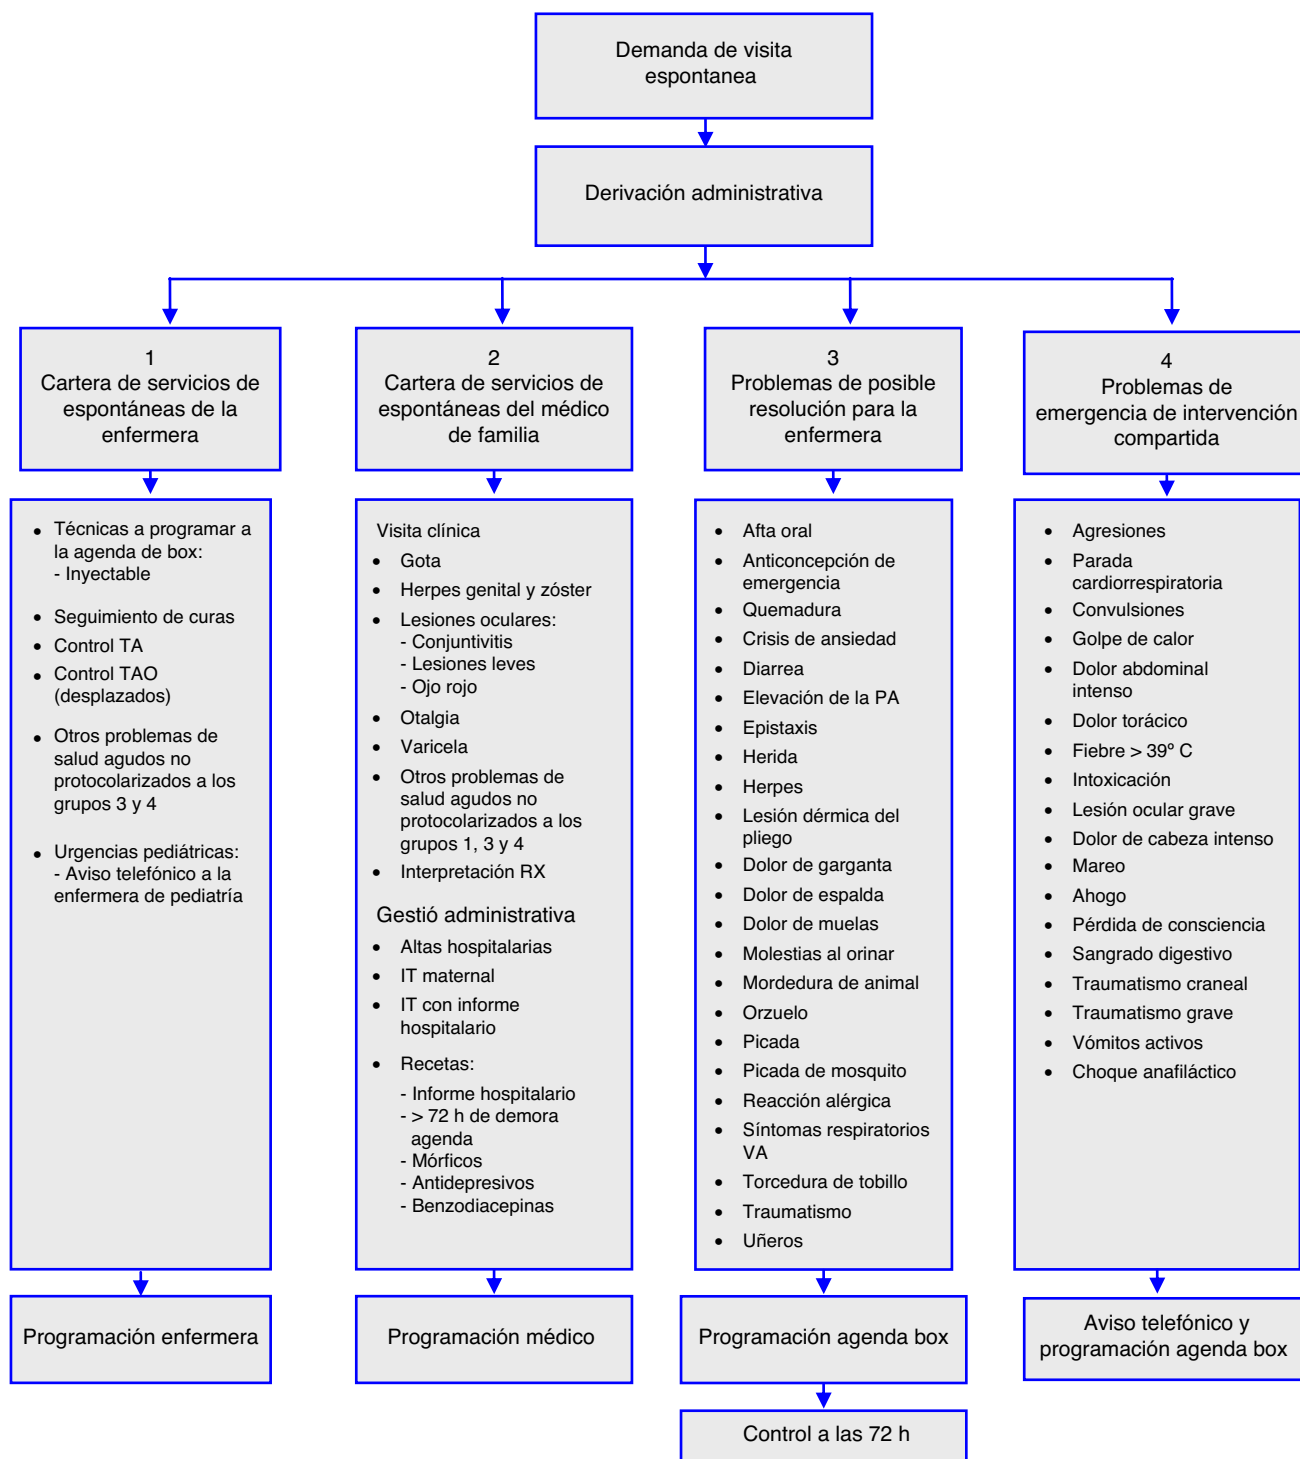 Demanda de visita
espontanea
Derivación administrativa
1
Cartera de servicios de
espontáneas de la
enfermera
2
Cartera de servicios de
espontáneas del médico
de familia
3
Problemas de posible
resolución para la
enfermera
4
Problemas de
emergencia de intervención
compartida
• Técnicas a programar a
la agenda de box:
- Inyectable
• Seguimiento de curas
• Control TA
• Control TAO
(desplazados)
• Otros problemas de
salud agudos no
protocolarizados a los
grupos 3 y 4
• Urgencias pediátricas:
- Aviso telefónico a la
enfermera de pediatría
Visita clínica
• Gota
• Herpes genital y zóster
• Lesiones oculares:
- Conjuntivitis
- Lesiones leves
- Ojo rojo
• Otalgia
• Varicela
• Otros problemas de
salud agudos no
protocolarizados a los
grupos 1, 3 y 4
• Interpretación RX
Gestió administrativa
• Altas hospitalarias
• IT maternal
• IT con informe
hospitalario
• Recetas:
- Informe hospitalario
- > 72 h de demora
agenda
- Mórficos
- Antidepresivos
- Benzodiacepinas
• Afta oral
• Anticoncepción de
emergencia
• Quemadura
• Crisis de ansiedad
• Diarrea
• Elevación de la PA
• Epistaxis
• Herida
• Herpes
• Lesión dérmica del
pliego
• Dolor de garganta
• Dolor de espalda
• Dolor de muelas
• Molestias al orinar
• Mordedura de animal
• Orzuelo
• Picada
• Picada de mosquito
• Reacción alérgica
• Síntomas respiratorios
VA
• Torcedura de tobillo
• Traumatismo
• Uñeros
• Agresiones
• Parada
cardiorrespiratoria
• Convulsiones
• Golpe de calor
• Dolor abdominal
intenso
• Dolor torácico
• Fiebre > 39º C
• Intoxicación
• Lesión ocular grave
• Dolor de cabeza intenso
• Mareo
• Ahogo
• Pérdida de consciencia
• Sangrado digestivo
• Traumatismo craneal
• Traumatismo grave
• Vómitos activos
• Choque anafiláctico
Programación enfermera
Programación médico
Programación agenda box
Aviso telefónico y
programación agenda box
Control a las 72 h